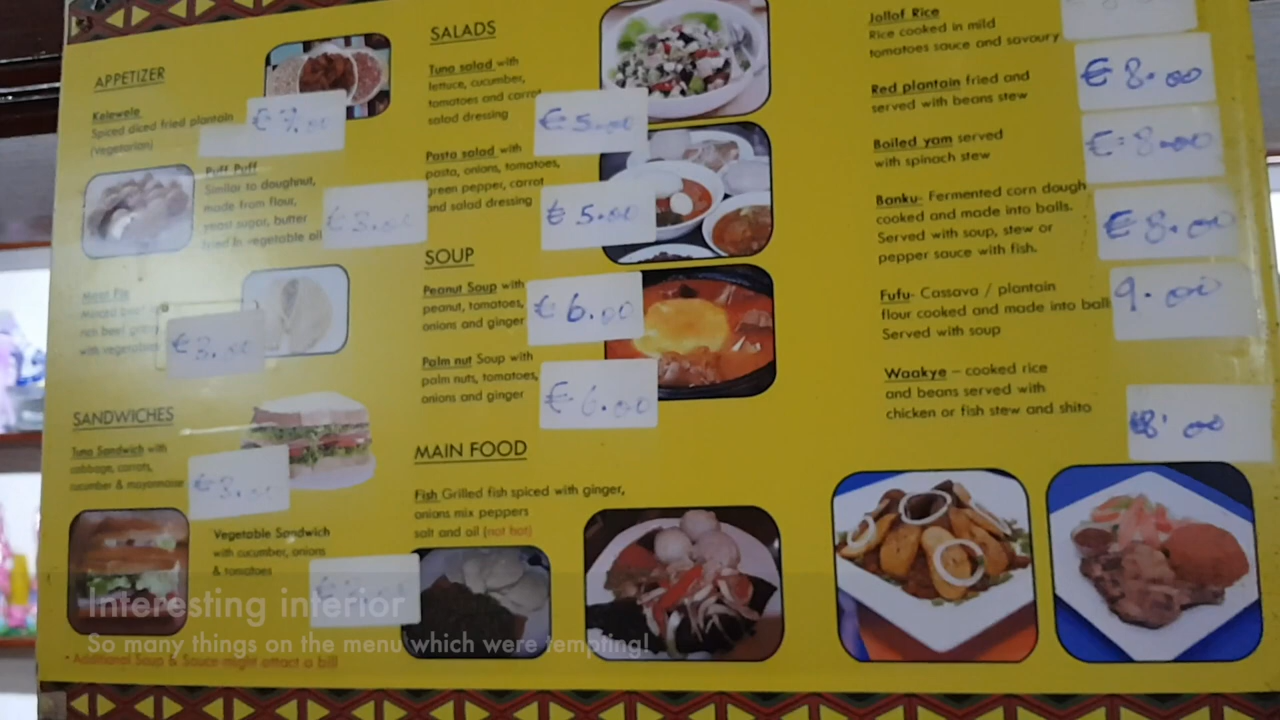 APPETIZER
Kelewele
Spiced diced fried plantain
(vegetarian)
€ 7.00
Puff Puff
Similar to doughnut,
made from flour,
yeast sugar, butter
fried in vegetable oil
€ 3.00
Meat Pie
rich beef
with vegetables
€ 3.00
SANDWICHES
Tuna Sandwich with
cabbage, carrots,
cucumber & mayonnaise
€ 3.00
Vegetable Sandwich
with cucumber, onions
& tomatoes
SALADS
Tuna salad with
lettuce, cucumber,
tomatoes and carrot
salad dressing
€ 5.00
Pasta salad with
pasta, onions, tomatoes,
green pepper, carrot
and salad dressing
€ 5.00
SOUP
Peanut Soup with
peanut, tomatoes,
onions and ginger
€ 6.00
Palm nut Soup with
palm nuts, tomatoes,
onions and ginger
€ 6.00
MAIN FOOD
Fish Grilled fish spiced with ginger,
onions mix peppers
salt and oil (not hot)
Jollof Rice
Rice cooked in mild
tomatoes sauce and savoury
Red plantain fried and
served with beans stew
€ 8.00
Boiled yam served
with spinach stew
€ 8.00
Banku- Fermented corn dough
cooked and made into balls.
Served with soup, stew or
pepper sauce with fish.
€ 8.00
Fufu- Cassava / plantain
flour cooked and made into ball
Served with soup
9.00
Waakye – cooked rice
and beans served with
chicken or fish stew and shito
8.00
Interesting interior
So many things on the menu which were tempting!
- Additional Soup & Sauce might attract a bill